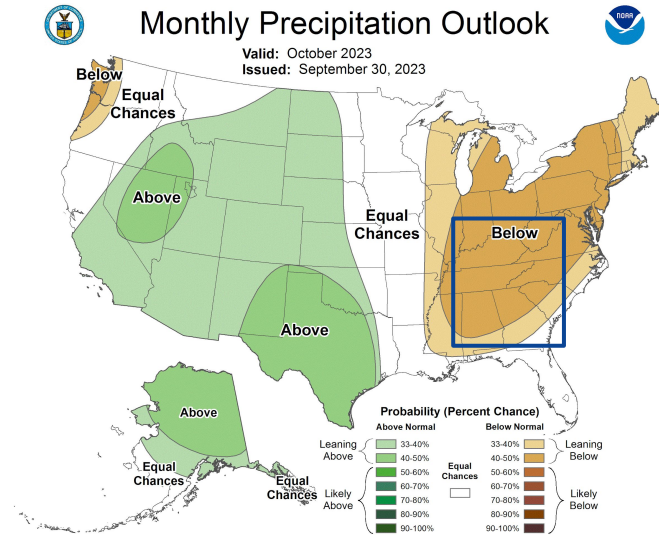 Monthly Precipitation Outlook
NOAA
Valid: October 2023
Issued: September 30, 2023
Below
Equal
Chances
Above
Equal
Chances
Below
Above
Above
Equal
Chances
Equal
Chances
Probability (Percent Chance)
Above Normal
Below Normal
Leaning
Above
33-40%
40-50%
Likely
Above
50-60%
60-70%
70-80%
80-90%
90-100%
Equal
Chances
33-40%
40-50%
50-60%
60-70%
70-80%
80-90%
90-100%
Leaning
Below
Likely
Below